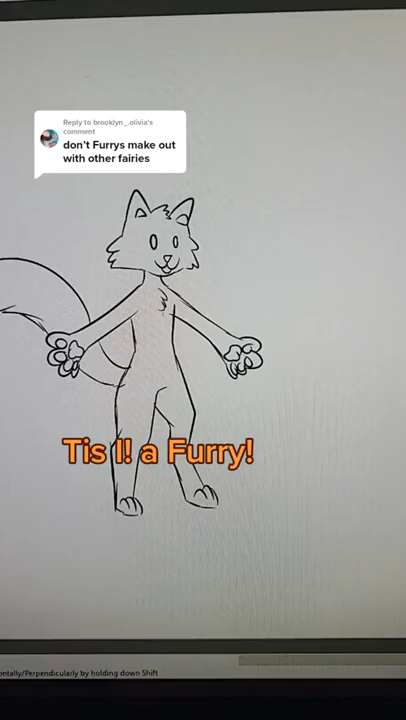 Reply to brooklyn_.olivia's
comment
don't Furrys make out
with other fairies
Tis I! a Furry!
ontally/Perpendicularly by holding down Shift